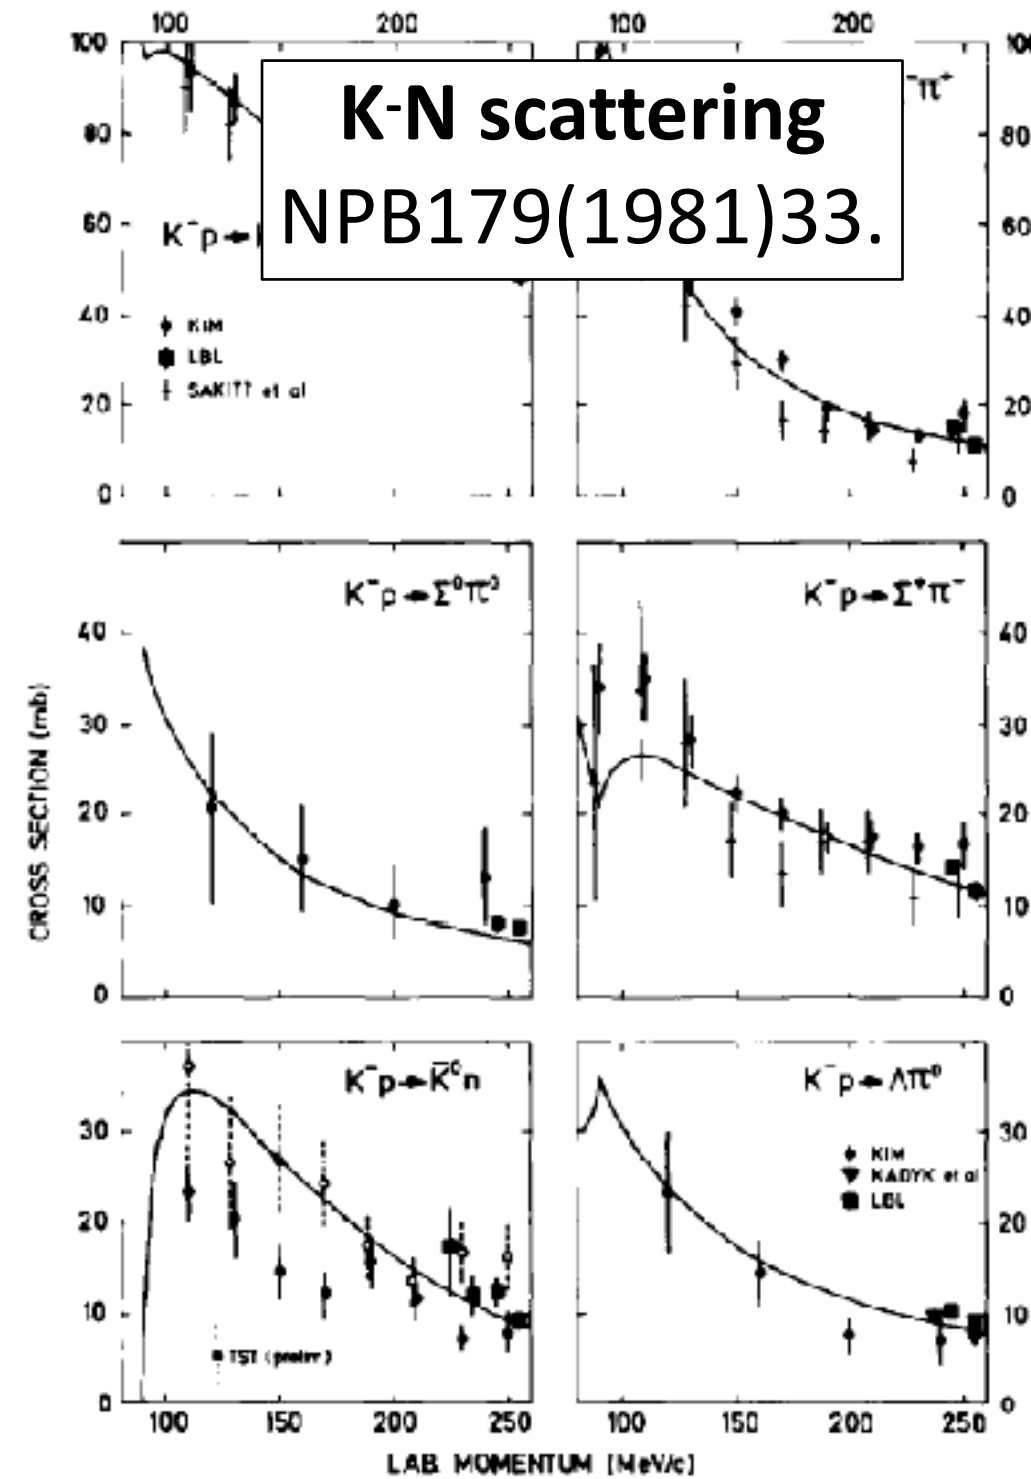 100 200 100 200
100 100
K-N scattering
NPB179(1981)33.
π⁺
80 80
60 60
K⁻p→
40 40
KIM
LBL
SAKITT et al
20 20
0 0
K⁻p→Σ⁰π⁰
K⁻p→Σ⁺π⁻
40 40
30 30
20 20
10 10
0 0
CROSS SECTION (mb)
K⁻p→K̄⁰n
K⁻p→Λπ⁰
30 30
KIM
KADYK et al
LBL
20 20
10 10
TST (prelim)
0 0
100 150 200 250 100 150 200 250
LAB. MOMENTUM [MeV/c]